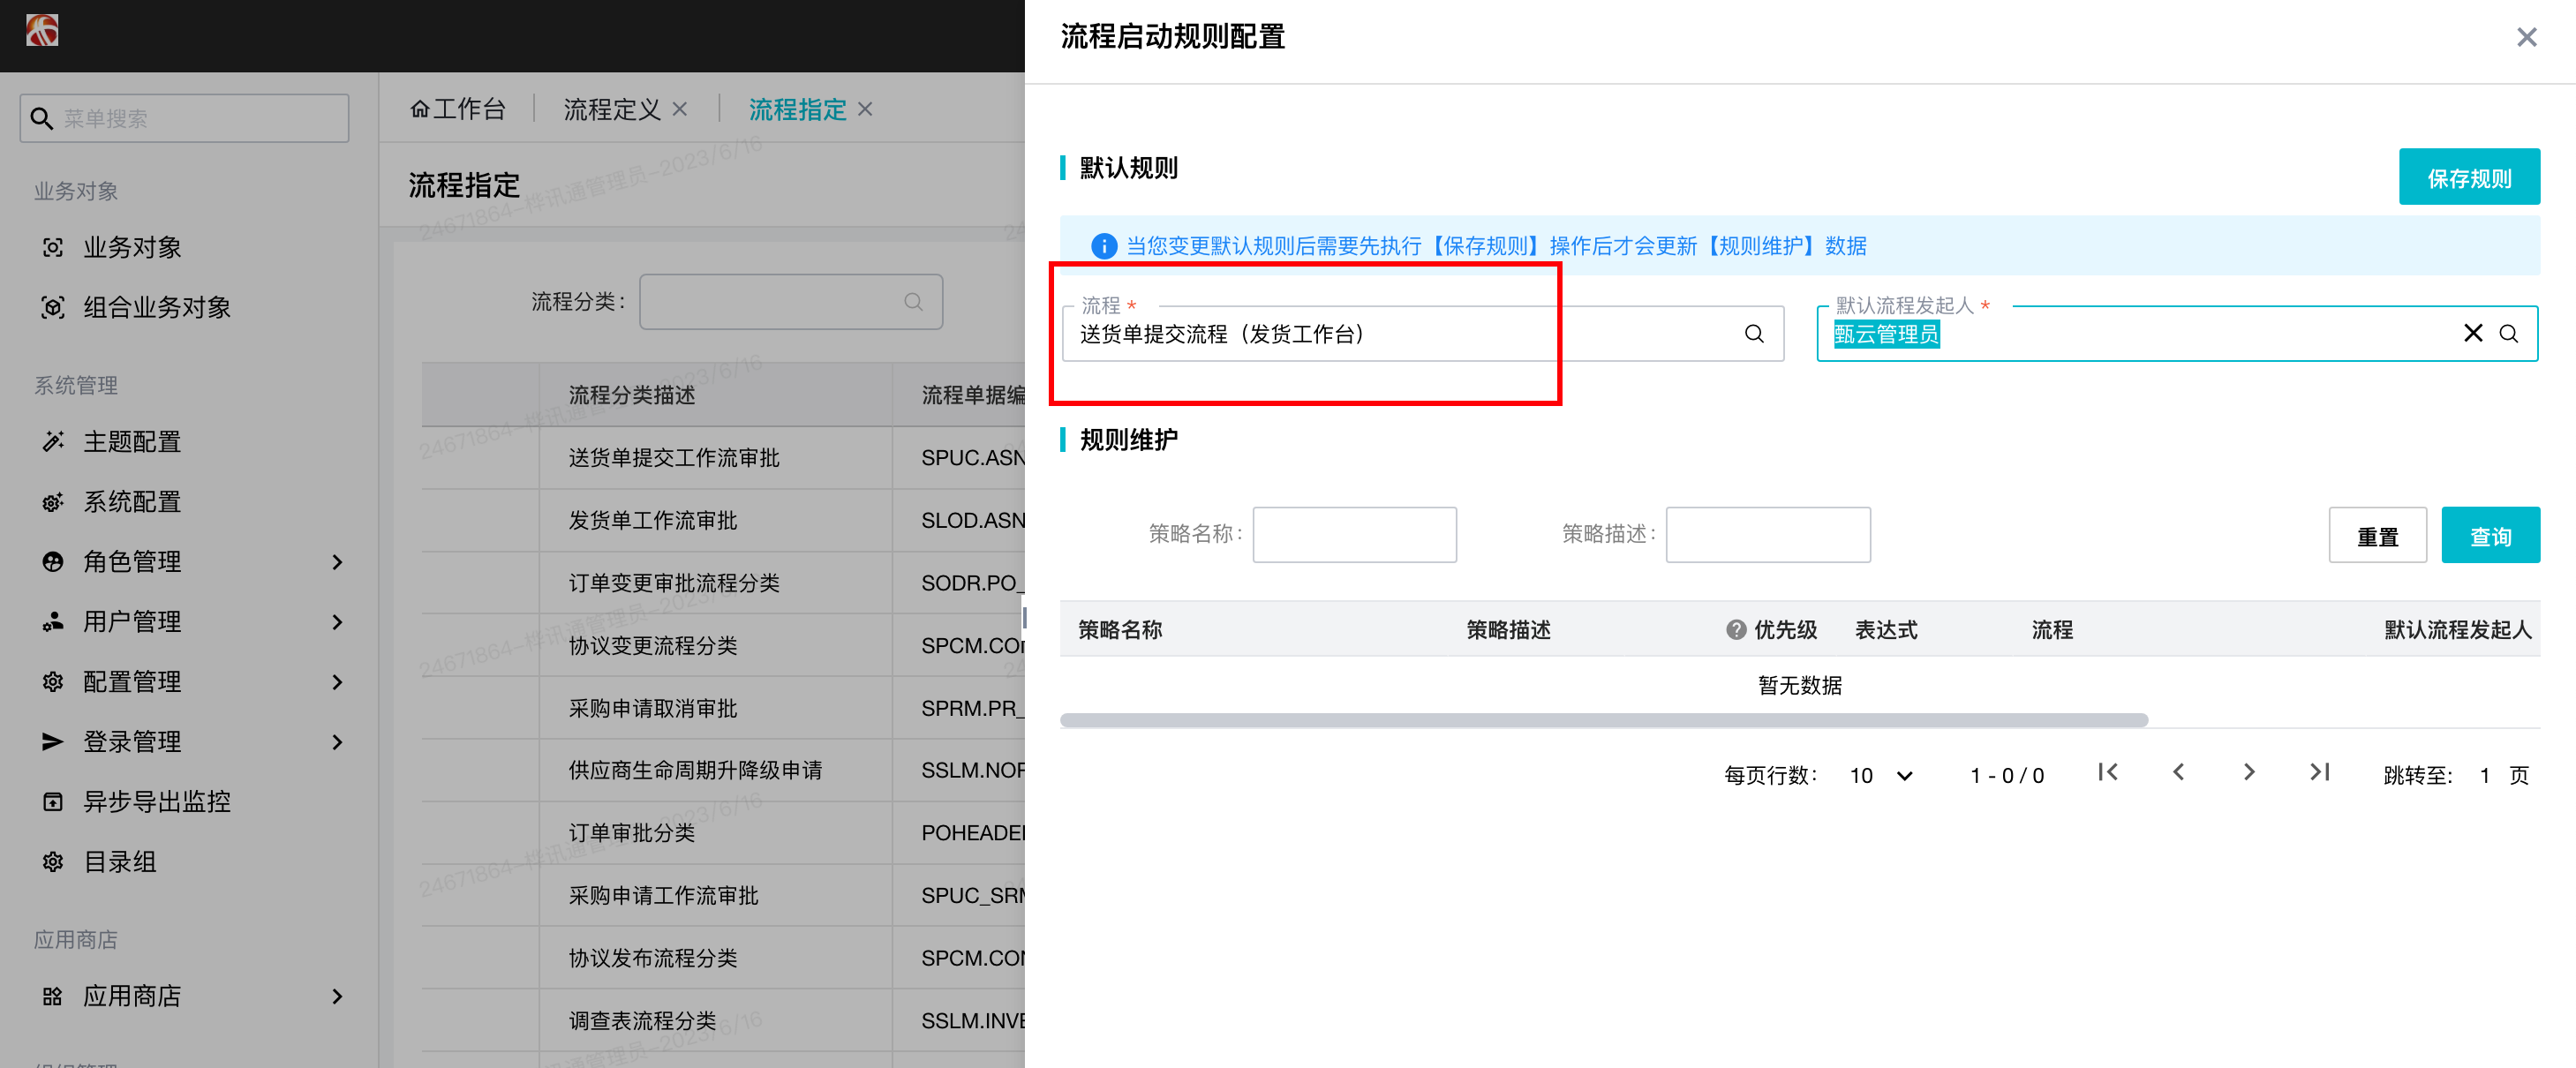 流程启动规则配置
菜单搜索
工作台
流程定义
流程指定
业务对象
业务对象
组合业务对象
系统管理
主题配置
系统配置
角色管理
用户管理
配置管理
登录管理
异步导出监控
目录组
应用商店
应用商店
流程指定
流程分类:
流程分类描述 流程单据编
送货单提交工作流审批 SPUC.ASN
发货单工作流审批 SLOD.ASN
订单变更审批流程分类 SODR.PO_
协议变更流程分类 SPCM.COn
采购申请取消审批 SPRM.PR_
供应商生命周期升降级申请 SSLM.NOF
订单审批分类 POHEADE
采购申请工作流审批 SPUC_SRM
协议发布流程分类 SPCM.CON
调查表流程分类 SSLM.INVE
24671864-桦讯通管理员-2023/6/16
默认规则
保存规则
当您变更默认规则后需要先执行【保存规则】操作后才会更新【规则维护】数据
流程 *
送货单提交流程（发货工作台）
默认流程发起人 *
甄云管理员
规则维护
策略名称:
策略描述:
重置
查询
策略名称 策略描述 优先级 表达式 流程 默认流程发起人
暂无数据
每页行数: 10 1 - 0 / 0 跳转至: 1 页